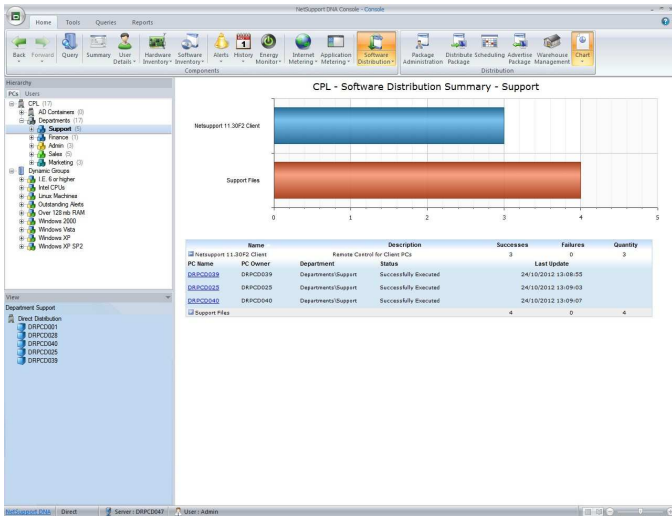 NetSupport DNA Console - Console
Home Tools Queries Reports
Back Forward Query Summary User Details Hardware Inventory Software Inventory Alerts History Energy Monitor Internet Metering Application Metering Software Distribution Package Administration Distribute Package Scheduling Advertise Package Warehouse Management Chart
Components Distribution
Hierarchy
PCs Users
CPL (17)
AD Containers (0)
Departments (17)
Support (5)
Finance (1)
Admin (3)
Sales (5)
Marketing (3)
Dynamic Groups
I.E. 6 or higher
Intel CPUs
Linux Machines
Outstanding Alerts
Over 128 mb RAM
Windows 2000
Windows Vista
Windows XP
Windows XP SP2
View
Department Support
Direct Distribution
DRPCD001
DRPCD028
DRPCD040
DRPCD025
DRPCD039
CPL - Software Distribution Summary - Support
Netsupport 11.30F2 Client
Support Files
0 1 2 3 4 5
Name Description Successes Failures Quantity
Netsupport 11.30F2 Client Remote Control for Client PCs 3 0 3
PC Name PC Owner Department Status Last Update
DRPCD039 DRPCD039 Departments\Support Successfully Executed 24/10/2012 13:08:55
DRPCD025 DRPCD025 Departments\Support Successfully Executed 24/10/2012 13:09:03
DRPCD040 DRPCD040 Departments\Support Successfully Executed 24/10/2012 13:09:07
Support Files 4 0 4
NetSupport DNA Direct Server : DRPCD047 User : Admin